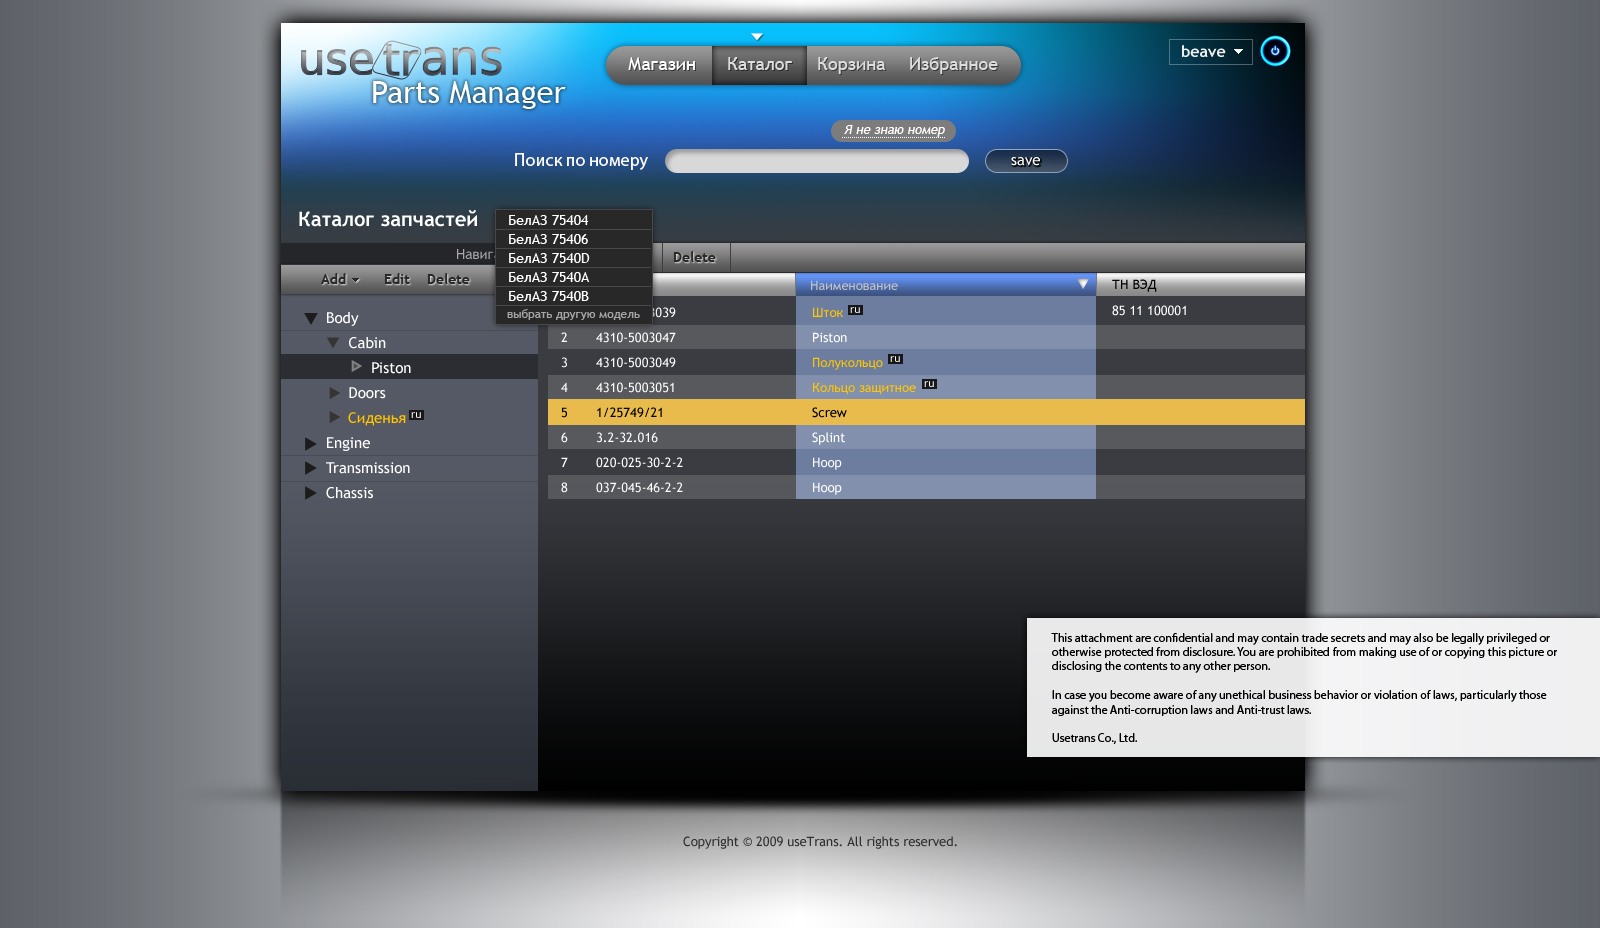 usetrans
Parts Manager
Магазин
Каталог
Корзина
Избранное
beave
Я не знаю номер
Поиск по номеру
save
Каталог запчастей
БелАЗ 75404
БелАЗ 75406
БелАЗ 7540D
БелАЗ 7540A
БелАЗ 7540B
выбрать другую модель
Delete
Add
Edit
Delete
Body
Cabin
Piston
Doors
Сиденья ru
Engine
Transmission
Chassis
Наименование
ТН ВЭД
Шток ru
85 11 100001
2 4310-5003047 Piston
3 4310-5003049 Полукольцо ru
4 4310-5003051 Кольцо защитное ru
5 1/25749/21 Screw
6 3.2-32.016 Splint
7 020-025-30-2-2 Hoop
8 037-045-46-2-2 Hoop
This attachment are confidential and may contain trade secrets and may also be legally privileged or
otherwise protected from disclosure. You are prohibited from making use of or copying this picture or
disclosing the contents to any other person.
In case you become aware of any unethical business behavior or violation of laws, particularly those
against the Anti-corruption laws and Anti-trust laws.
Usetrans Co., Ltd.
Copyright © 2009 useTrans. All rights reserved.